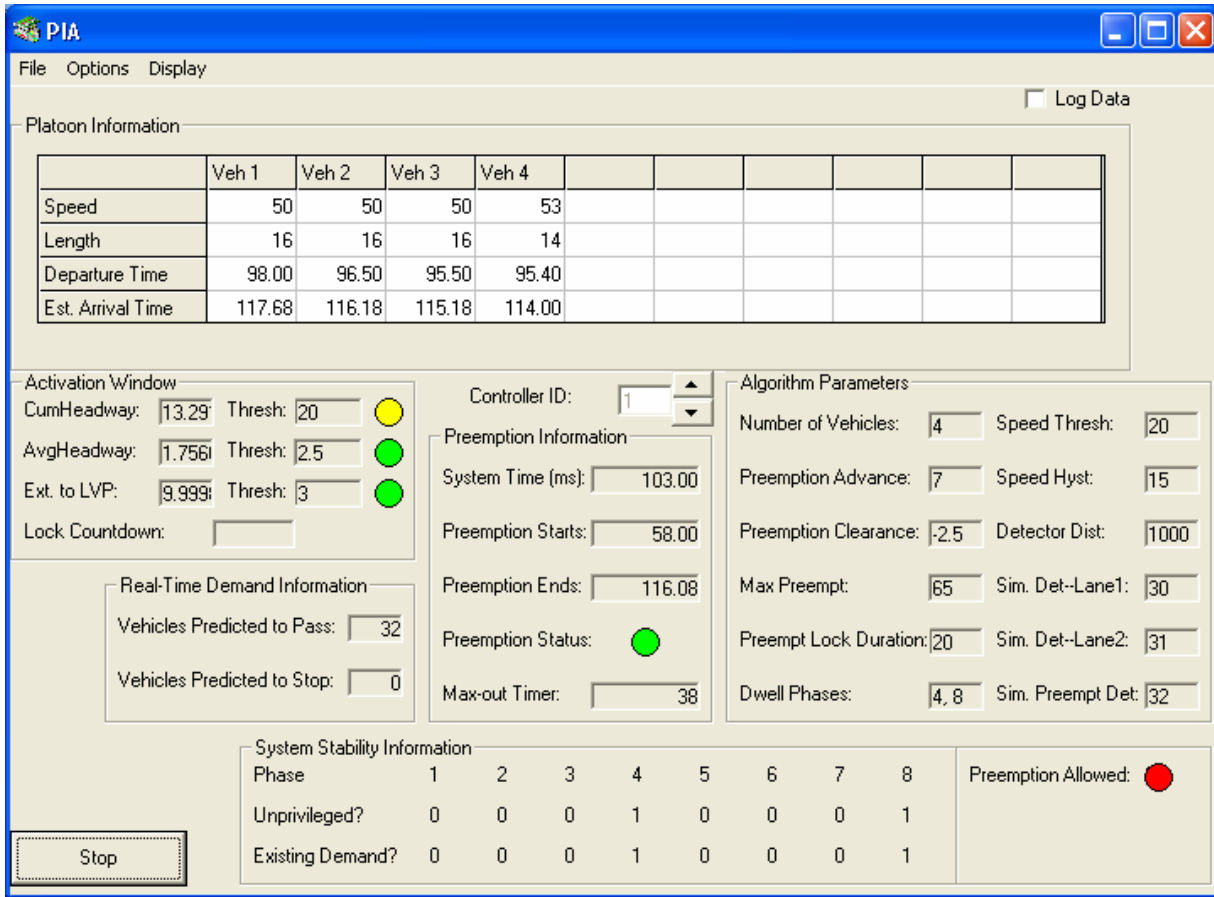 PIA
File Options Display
Log Data
Platoon Information
Veh 1 Veh 2 Veh 3 Veh 4
Speed 50 50 50 53
Length 16 16 16 14
Departure Time 98.00 96.50 95.50 95.40
Est. Arrival Time 117.68 116.18 115.18 114.00
Activation Window
CumHeadway: 13.29 Thresh: 20
AvgHeadway: 1.756 Thresh: 2.5
Ext. to LVP: 9.999 Thresh: 3
Lock Countdown:
Real-Time Demand Information
Vehicles Predicted to Pass: 32
Vehicles Predicted to Stop: 0
Controller ID: 1
Preemption Information
System Time (ms): 103.00
Preemption Starts: 58.00
Preemption Ends: 116.08
Preemption Status:
Max-out Timer: 38
Algorithm Parameters
Number of Vehicles: 4 Speed Thresh: 20
Preemption Advance: 7 Speed Hyst: 15
Preemption Clearance: -2.5 Detector Dist: 1000
Max Preempt: 65 Sim. Det--Lane1: 30
Preempt Lock Duration: 20 Sim. Det--Lane2: 31
Dwell Phases: 4, 8 Sim. Preempt Det: 32
System Stability Information
Phase 1 2 3 4 5 6 7 8
Unprivileged? 0 0 0 1 0 0 0 1
Existing Demand? 0 0 0 1 0 0 0 1
Preemption Allowed:
Stop